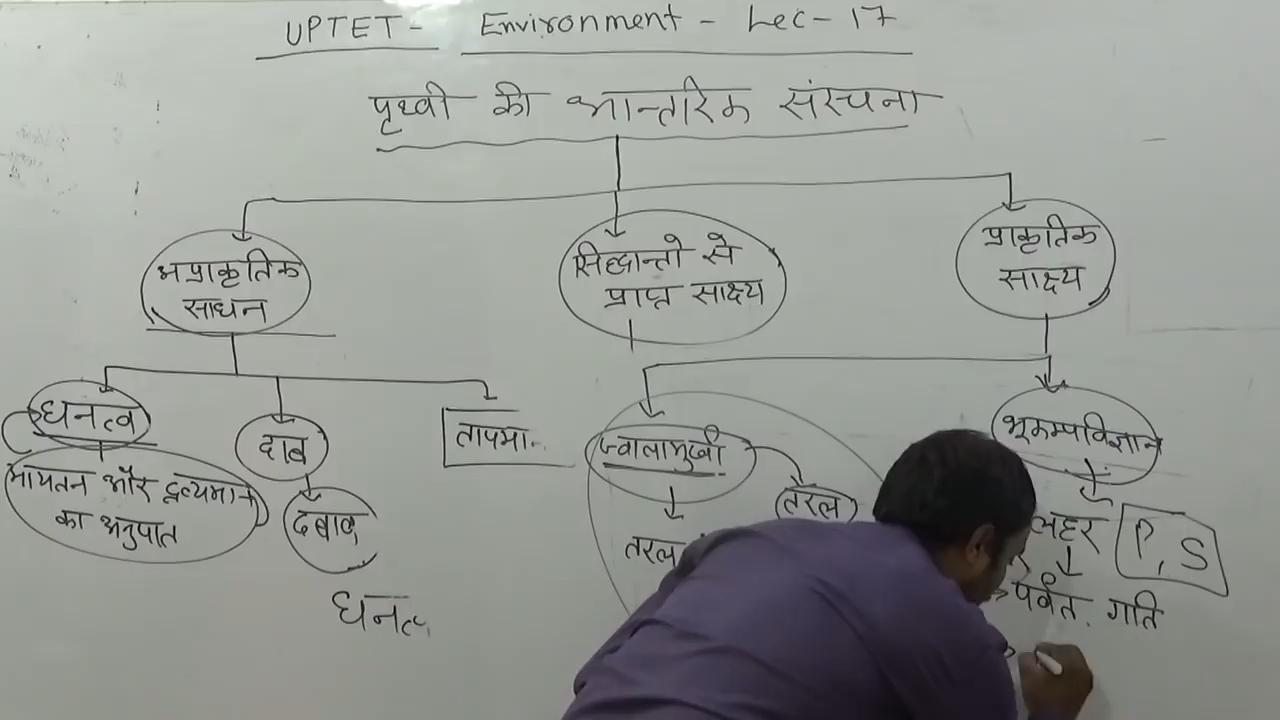 UPTET- Environment - Lec-17
पृथ्वी की आन्तरिक संरचना
अप्राकृतिक
साधन
सिद्धान्तो से
प्राप्त साक्ष्य
प्राकृतिक
साक्ष्य
घनत्व
दाब
तापमा.
ज्वालामुखी
भूकम्पविज्ञान
आयतन और द्रव्यमान
का अनुपात
दबाव
तरल
तरल
लहर
P, S
पर्वत. गति
घनत्व